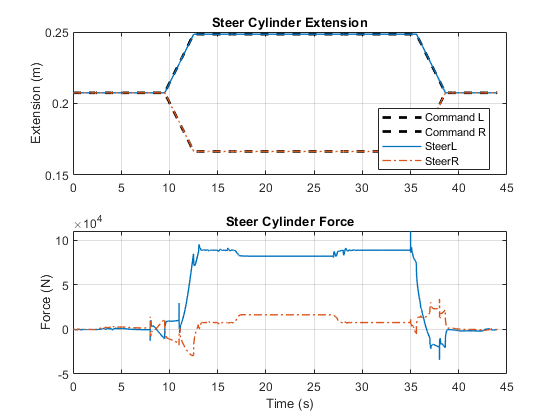 Steer Cylinder Extension
0.25
0.2
0.15
Extension (m)
Command L
Command R
SteerL
SteerR
0 5 10 15 20 25 30 35 40 45
×10⁴
Steer Cylinder Force
10
5
0
-5
Force (N)
0 5 10 15 20 25 30 35 40 45
Time (s)